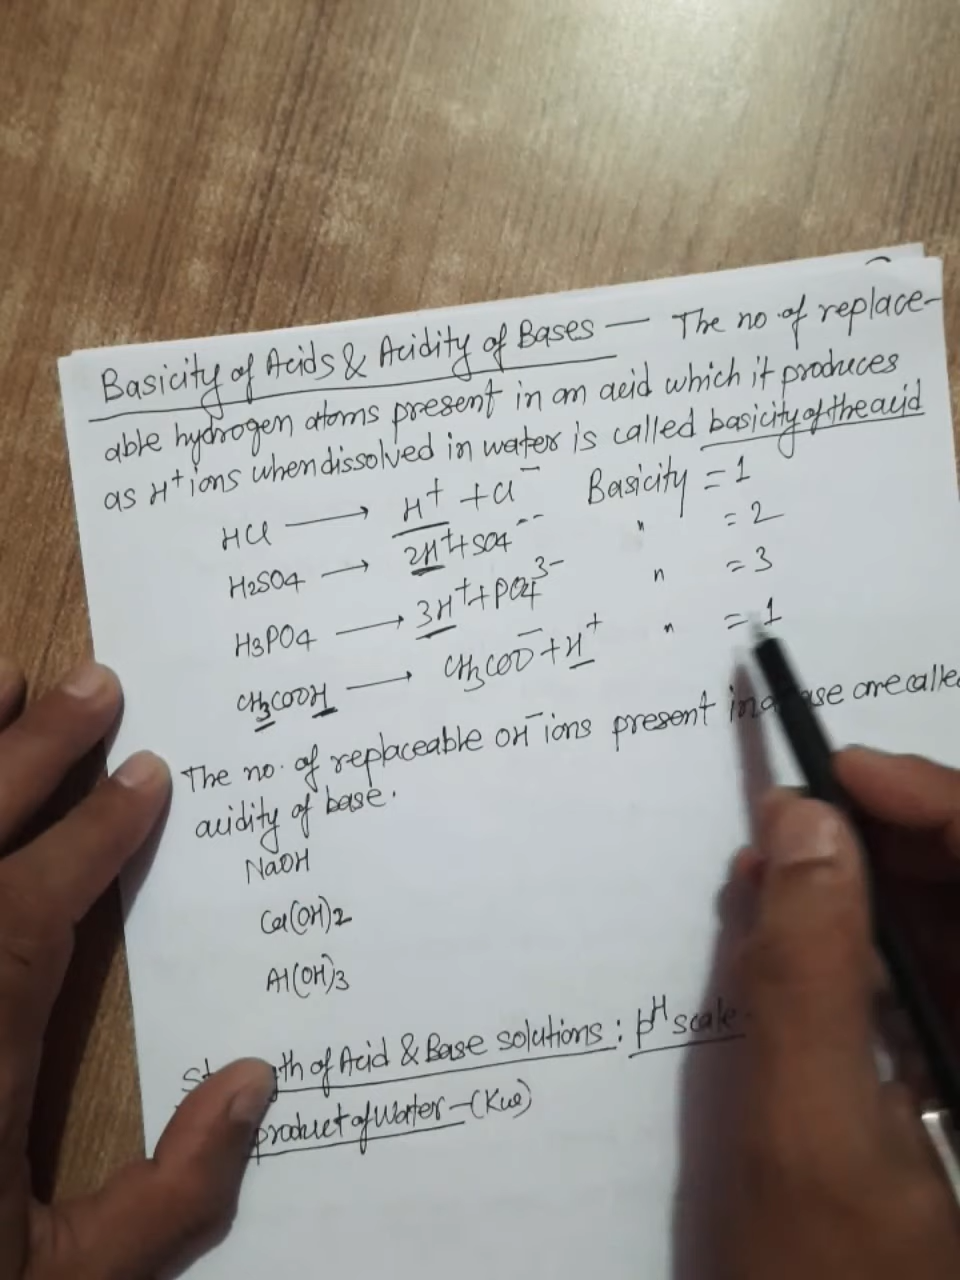 Basicity of Acids & Acidity of Bases — The no of replace-
able hydrogen atoms present in an acid which it produces
as H+ ions when dissolved in water is called basicity of the acid
HCl → H+ + Cl- Basicity = 1
H2SO4 → 2H+ + SO4-- " = 2
H3PO4 → 3H+ + PO4 3- " = 3
CH3COOH → CH3COO- + H+ " = 1
The no. of replaceable OH- ions present in a base are called
acidity of base.
NaOH
Ca(OH)2
Al(OH)3
of Acid & Base solutions : pH scale.
product of Water - (Kw)